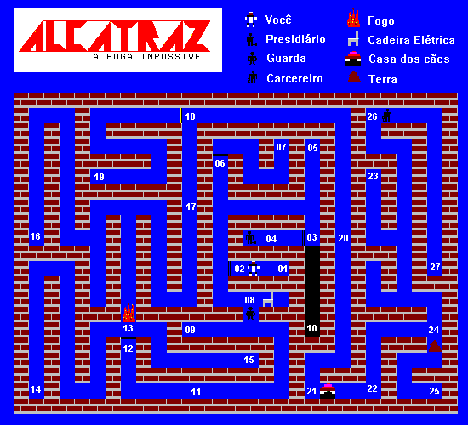 ALCATRAZ
A FUGA IMPOSSÍVEL
Você
Fogo
Presidiário
Cadeira Elétrica
Guarda
Casa dos cães
Carcereiro
Terra
10
26
07
05
06
19
23
17
18
04
03
20
02
01
27
08
13
09
10
24
12
15
14
11
21
22
25